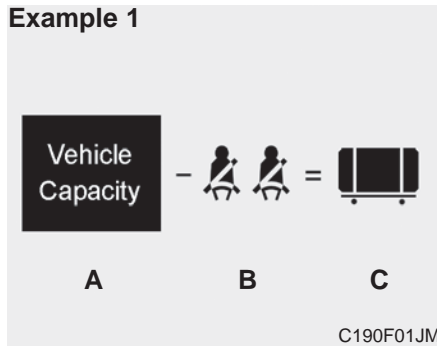 Example 1
Vehicle
Capacity
- =
A B C
C190F01JM